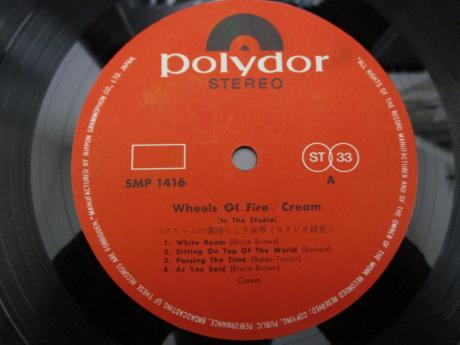 polydor
STEREO
SMP 1416
ST 33
A
Wheels Of Fire / Cream
(In The Studio)
(クリームの素晴らしき世界〈スタジオ録音〉)
1. White Room (Bruce-Brown)
2. Sitting On Top Of The World (Burnett)
3. Passing The Time (Baker-Taylor)
4. As You Said (Bruce-Brown)
Cream
"ALL RIGHTS OF THE RECORD MANUFACTURER AND OF THE OWNER OF THE WORK RECORDED RESERVED: COPYING, PUBLIC PERFORMANCE, BROADCASTING OF THESE RECORDS ARE FORBIDDEN" MANUFACTURED BY NIPPON GRAMMOPHON CO., LTD. JAPAN.